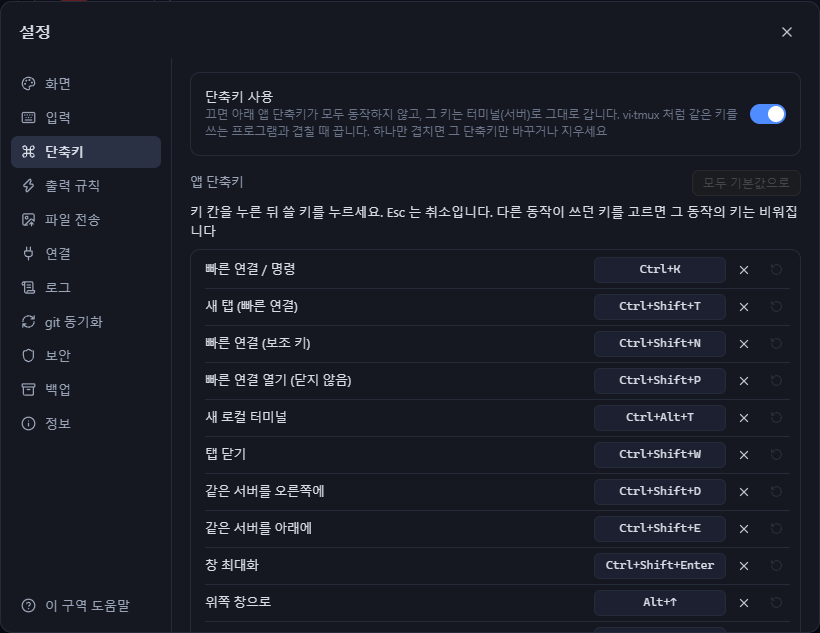 설정
화면
입력
단축키
출력 규칙
파일 전송
연결
로그
git 동기화
보안
백업
정보
이 구역 도움말
단축키 사용
끄면 아래 앱 단축키가 모두 동작하지 않고, 그 키는 터미널(서버)로 그대로 갑니다. vi·tmux 처럼 같은 키를
쓰는 프로그램과 겹칠 때 끕니다. 하나만 겹치면 그 단축키만 바꾸거나 지우세요
앱 단축키
모두 기본값으로
키 칸을 누른 뒤 쓸 키를 누르세요. Esc 는 취소입니다. 다른 동작이 쓰던 키를 고르면 그 동작의 키는 비워집
니다
빠른 연결 / 명령 Ctrl+K
새 탭 (빠른 연결) Ctrl+Shift+T
빠른 연결 (보조 키) Ctrl+Shift+N
빠른 연결 열기 (닫지 않음) Ctrl+Shift+P
새 로컬 터미널 Ctrl+Alt+T
탭 닫기 Ctrl+Shift+W
같은 서버를 오른쪽에 Ctrl+Shift+D
같은 서버를 아래에 Ctrl+Shift+E
창 최대화 Ctrl+Shift+Enter
위쪽 창으로 Alt+↑